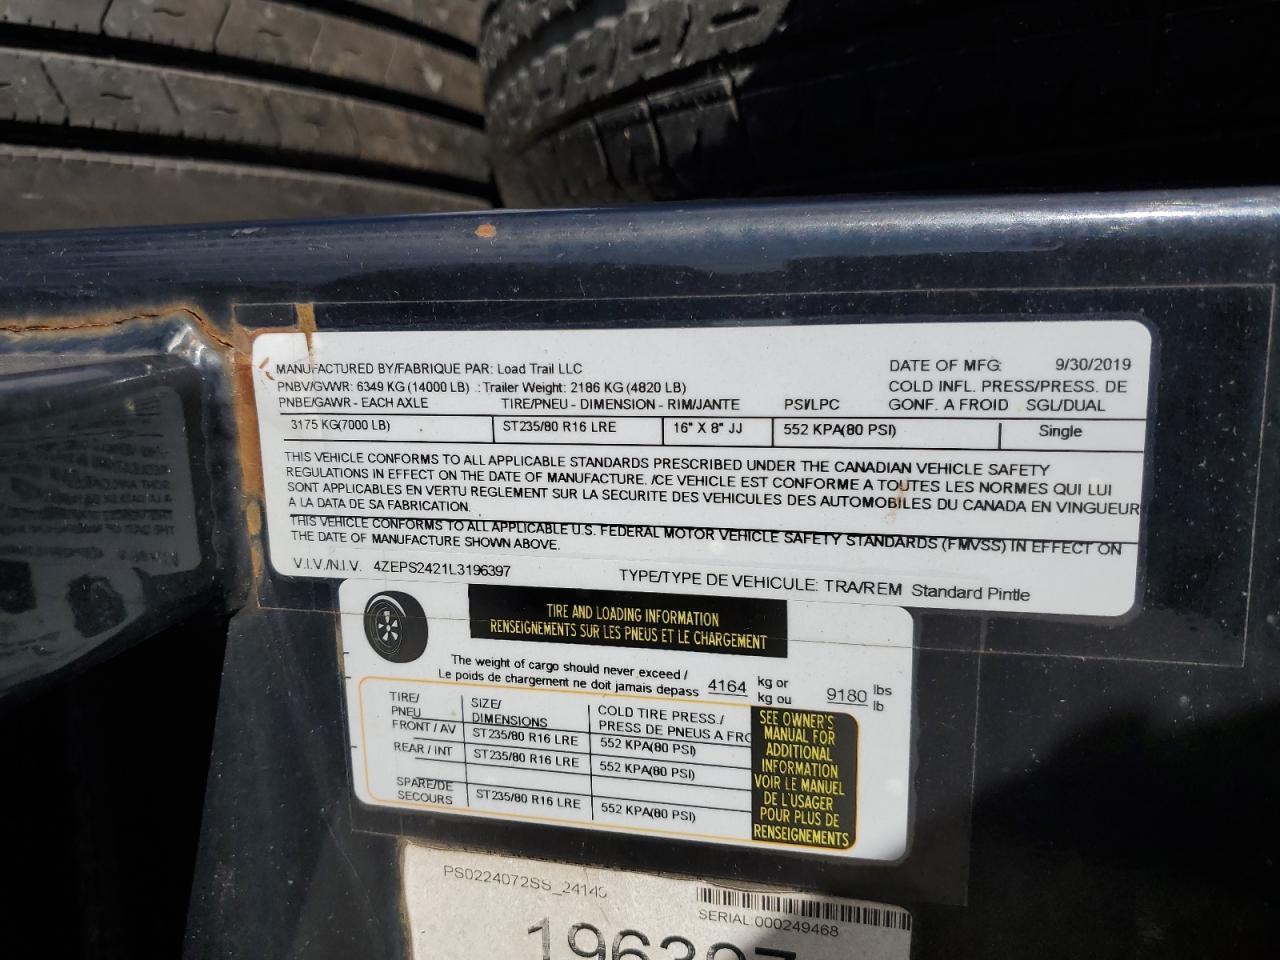 MANUFACTURED BY/FABRIQUE PAR: Load Trail LLC DATE OF MFG: 9/30/2019
PNBV/GVWR: 6349 KG (14000 LB) .: Trailer Weight: 2186 KG (4820 LB) COLD INFL. PRESS/PRESS. DE
PNBE/GAWR - EACH AXLE TIRE/PNEU - DIMENSION - RIM/JANTE PSI/LPC GONF. A FROID SGL/DUAL
3175 KG(7000 LB) ST235/80 R16 LRE 16" X 8" JJ 552 KPA(80 PSI) Single
THIS VEHICLE CONFORMS TO ALL APPLICABLE STANDARDS PRESCRIBED UNDER THE CANADIAN VEHICLE SAFETY
REGULATIONS IN EFFECT ON THE DATE OF MANUFACTURE. /CE VEHICLE EST CONFORME A TOUTES LES NORMES QUI LUI
SONT APPLICABLES EN VERTU REGLEMENT SUR LA SECURITE DES VEHICULES DES AUTOMOBILES DU CANADA EN VINGUEUR
A LA DATA DE SA FABRICATION.
THIS VEHICLE CONFORMS TO ALL APPLICABLE U.S. FEDERAL MOTOR VEHICLE SAFETY STANDARDS (FMVSS) IN EFFECT ON
THE DATE OF MANUFACTURE SHOWN ABOVE.
V.I.V./N.I.V. 4ZEPS2421L3196397 TYPE/TYPE DE VEHICULE: TRA/REM Standard Pintle
TIRE AND LOADING INFORMATION
RENSEIGNEMENTS SUR LES PNEUS ET LE CHARGEMENT
The weight of cargo should never exceed / 4164 kg or 9180 lbs
Le poids de chargement ne doit jamais depass kg ou lb
TIRE/ SIZE/ COLD TIRE PRESS./
PNEU DIMENSIONS PRESS DE PNEUS A FRO
FRONT / AV ST235/80 R16 LRE 552 KPA(80 PSI)
REAR / INT ST235/80 R16 LRE 552 KPA(80 PSI)
SPARE/DE
SECOURS ST235/80 R16 LRE 552 KPA(80 PSI)
SEE OWNER'S
MANUAL FOR
ADDITIONAL
INFORMATION
VOIR LE MANUEL
DE L'USAGER
POUR PLUS DE
RENSEIGNEMENTS
PS0224072SS_24140
SERIAL:000249468
196397